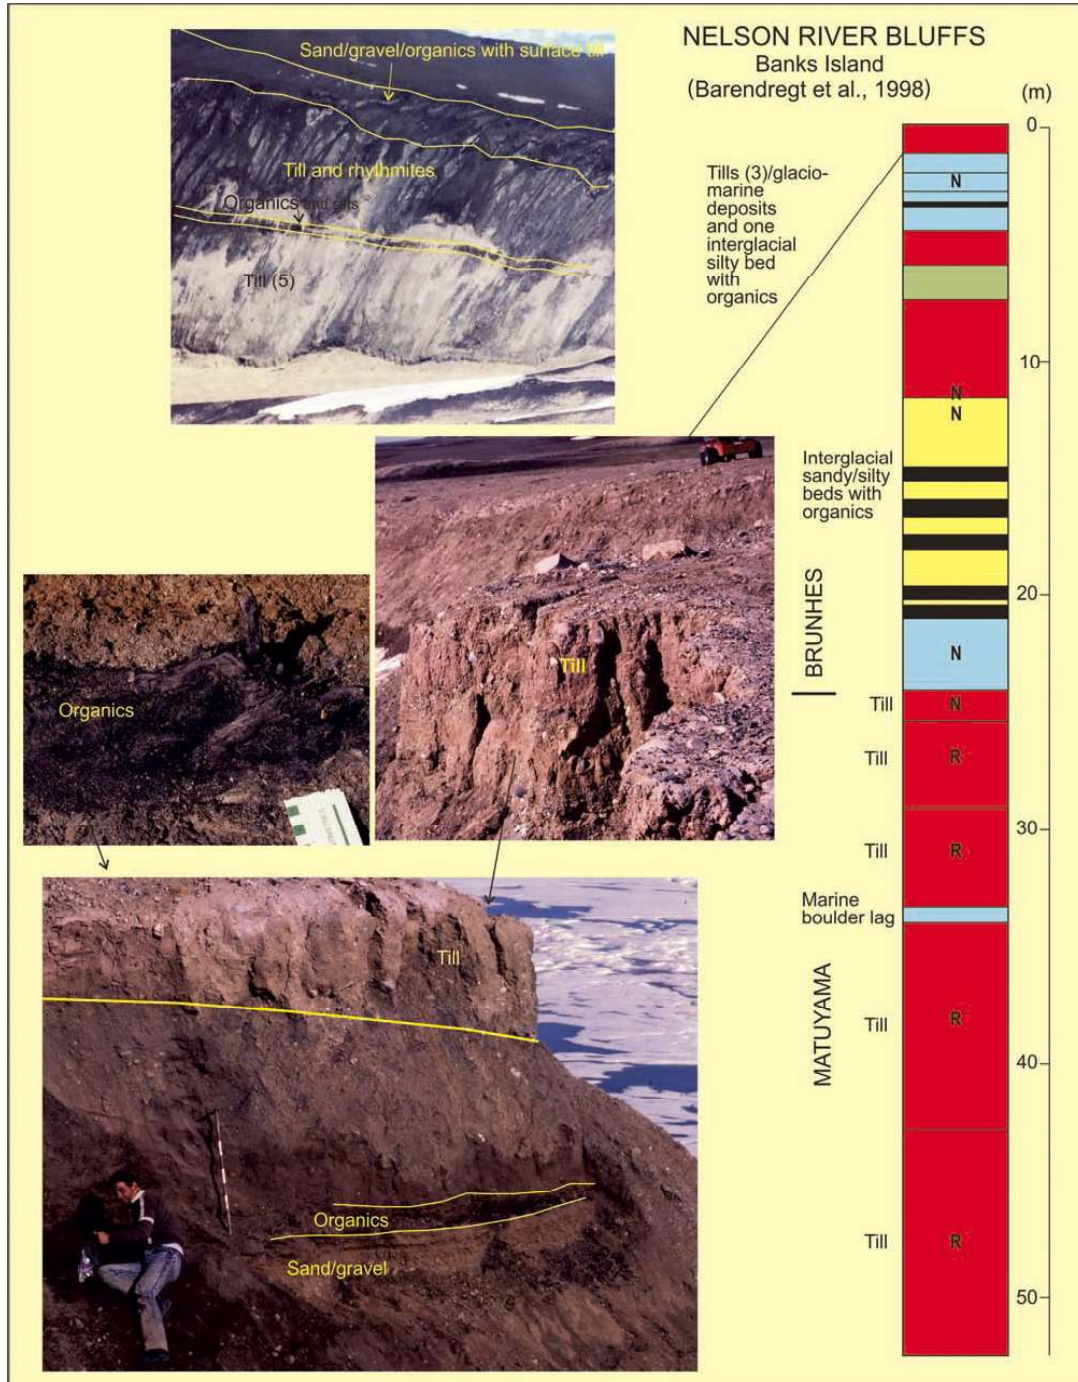 NELSON RIVER BLUFFS
Banks Island
(Barendregt et al., 1998)
(m)
0
10
20
30
40
50
Sand/gravel/organics with surface till
Till and rhythmites
Organics and silts
Till (5)
Tills (3)/glacio-
marine
deposits
and one
interglacial
silty bed
with
organics
N
N
N
Interglacial
sandy/silty
beds with
organics
BRUNHES
N
Till
N
Till
R
Till
R
Marine
boulder lag
MATUYAMA
Till
R
Till
R
Till
Organics
Till
Organics
Sand/gravel